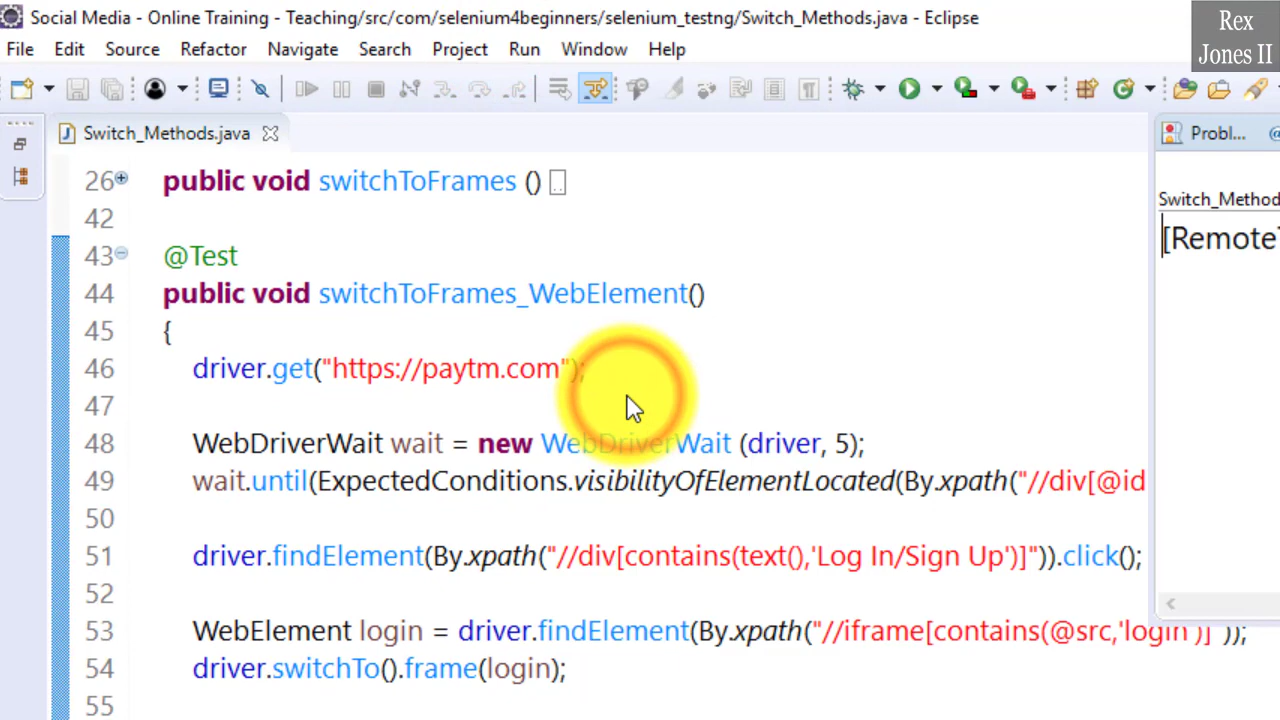 Social Media - Online Training - Teaching/src/com/selenium4beginners/selenium_testng/Switch_Methods.java - Eclipse
Rex
Jones II
File Edit Source Refactor Navigate Search Project Run Window Help
Switch_Methods.java
Probl...
Switch_Method
[Remote
26 public void switchToFrames ()
42
43 @Test
44 public void switchToFrames_WebElement()
45 {
46 driver.get("https://paytm.com");
47
48 WebDriverWait wait = new WebDriverWait (driver, 5);
49 wait.until(ExpectedConditions.visibilityOfElementLocated(By.xpath("//div[@id
50
51 driver.findElement(By.xpath("//div[contains(text(),'Log In/Sign Up')]")).click();
52
53 WebElement login = driver.findElement(By.xpath("//iframe[contains(@src,'login')]"));
54 driver.switchTo().frame(login);
55